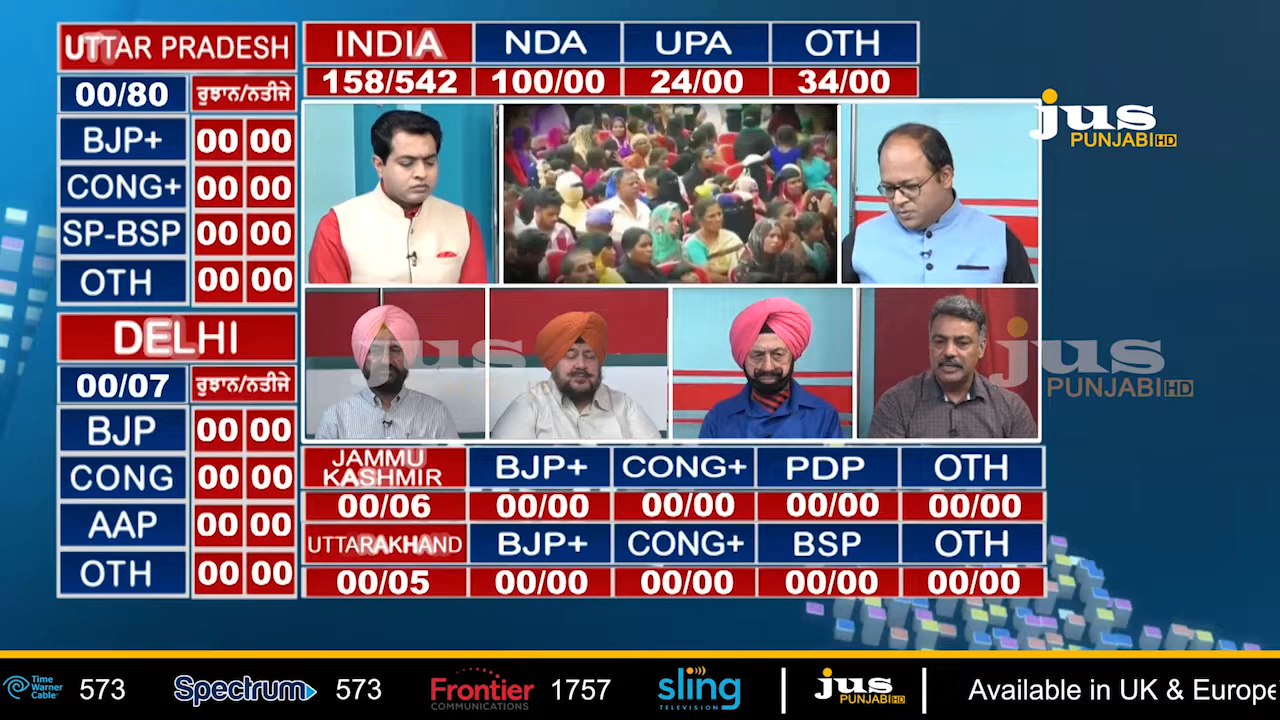 UTTAR PRADESH
00/80 ਰੁਝਾਨ/ਨਤੀਜੇ
BJP+ 00 00
CONG+ 00 00
SP-BSP 00 00
OTH 00 00
DELHI
00/07 ਰੁਝਾਨ/ਨਤੀਜੇ
BJP 00 00
CONG 00 00
AAP 00 00
OTH 00 00
INDIA NDA UPA OTH
158/542 100/00 24/00 34/00
jus
PUNJABI HD
jus
jus
PUNJABI HD
JAMMU KASHMIR BJP+ CONG+ PDP OTH
00/06 00/00 00/00 00/00 00/00
UTTARAKHAND BJP+ CONG+ BSP OTH
00/05 00/00 00/00 00/00 00/00
Time Warner Cable 573 Spectrum 573 Frontier COMMUNICATIONS 1757 sling TELEVISION jus PUNJABI HD Available in UK & Europe